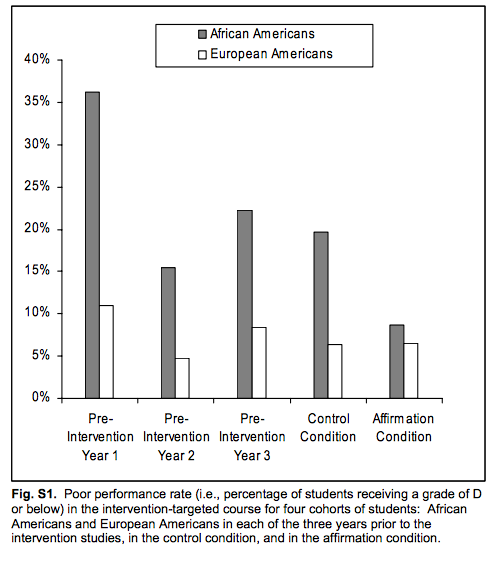 African Americans
European Americans
40%
35%
30%
25%
20%
15%
10%
5%
0%
Pre- Pre- Pre- Control Affirmation
Intervention Intervention Intervention Condition Condition
Year 1 Year 2 Year 3
Fig. S1. Poor performance rate (i.e., percentage of students receiving a grade of D
or below) in the intervention-targeted course for four cohorts of students: African
Americans and European Americans in each of the three years prior to the
intervention studies, in the control condition, and in the affirmation condition.